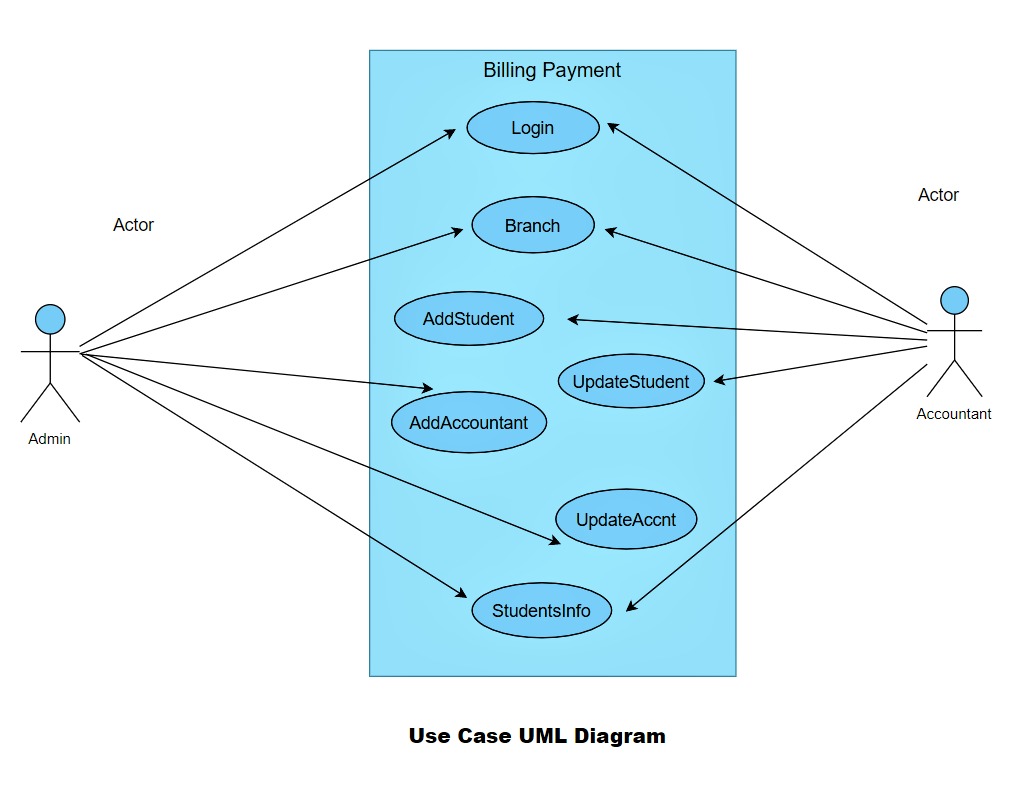 Billing Payment
Login
Actor
Actor
Branch
AddStudent
UpdateStudent
AddAccountant
Admin
Accountant
UpdateAccnt
StudentsInfo
Use Case UML Diagram